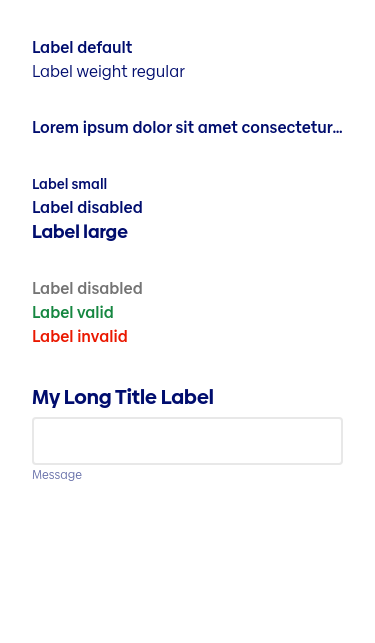 Label default
Label weight regular
Lorem ipsum dolor sit amet consectetur...
Label small
Label disabled
Label large
Label disabled
Label valid
Label invalid
My Long Title Label
Message